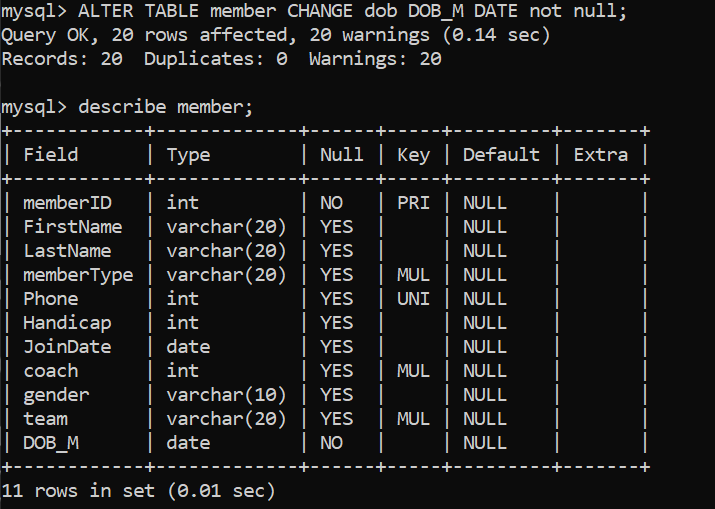 mysql> ALTER TABLE member CHANGE dob DOB_M DATE not null;
Query OK, 20 rows affected, 20 warnings (0.14 sec)
Records: 20  Duplicates: 0  Warnings: 20

mysql> describe member;
+------------+-------------+------+-----+---------+-------+
| Field      | Type        | Null | Key | Default | Extra |
+------------+-------------+------+-----+---------+-------+
| memberID   | int         | NO   | PRI | NULL    |       |
| FirstName  | varchar(20) | YES  |     | NULL    |       |
| LastName   | varchar(20) | YES  |     | NULL    |       |
| memberType | varchar(20) | YES  | MUL | NULL    |       |
| Phone      | int         | YES  | UNI | NULL    |       |
| Handicap   | int         | YES  |     | NULL    |       |
| JoinDate   | date        | YES  |     | NULL    |       |
| coach      | int         | YES  | MUL | NULL    |       |
| gender     | varchar(10) | YES  |     | NULL    |       |
| team       | varchar(20) | YES  | MUL | NULL    |       |
| DOB_M      | date        | NO   |     | NULL    |       |
+------------+-------------+------+-----+---------+-------+
11 rows in set (0.01 sec)